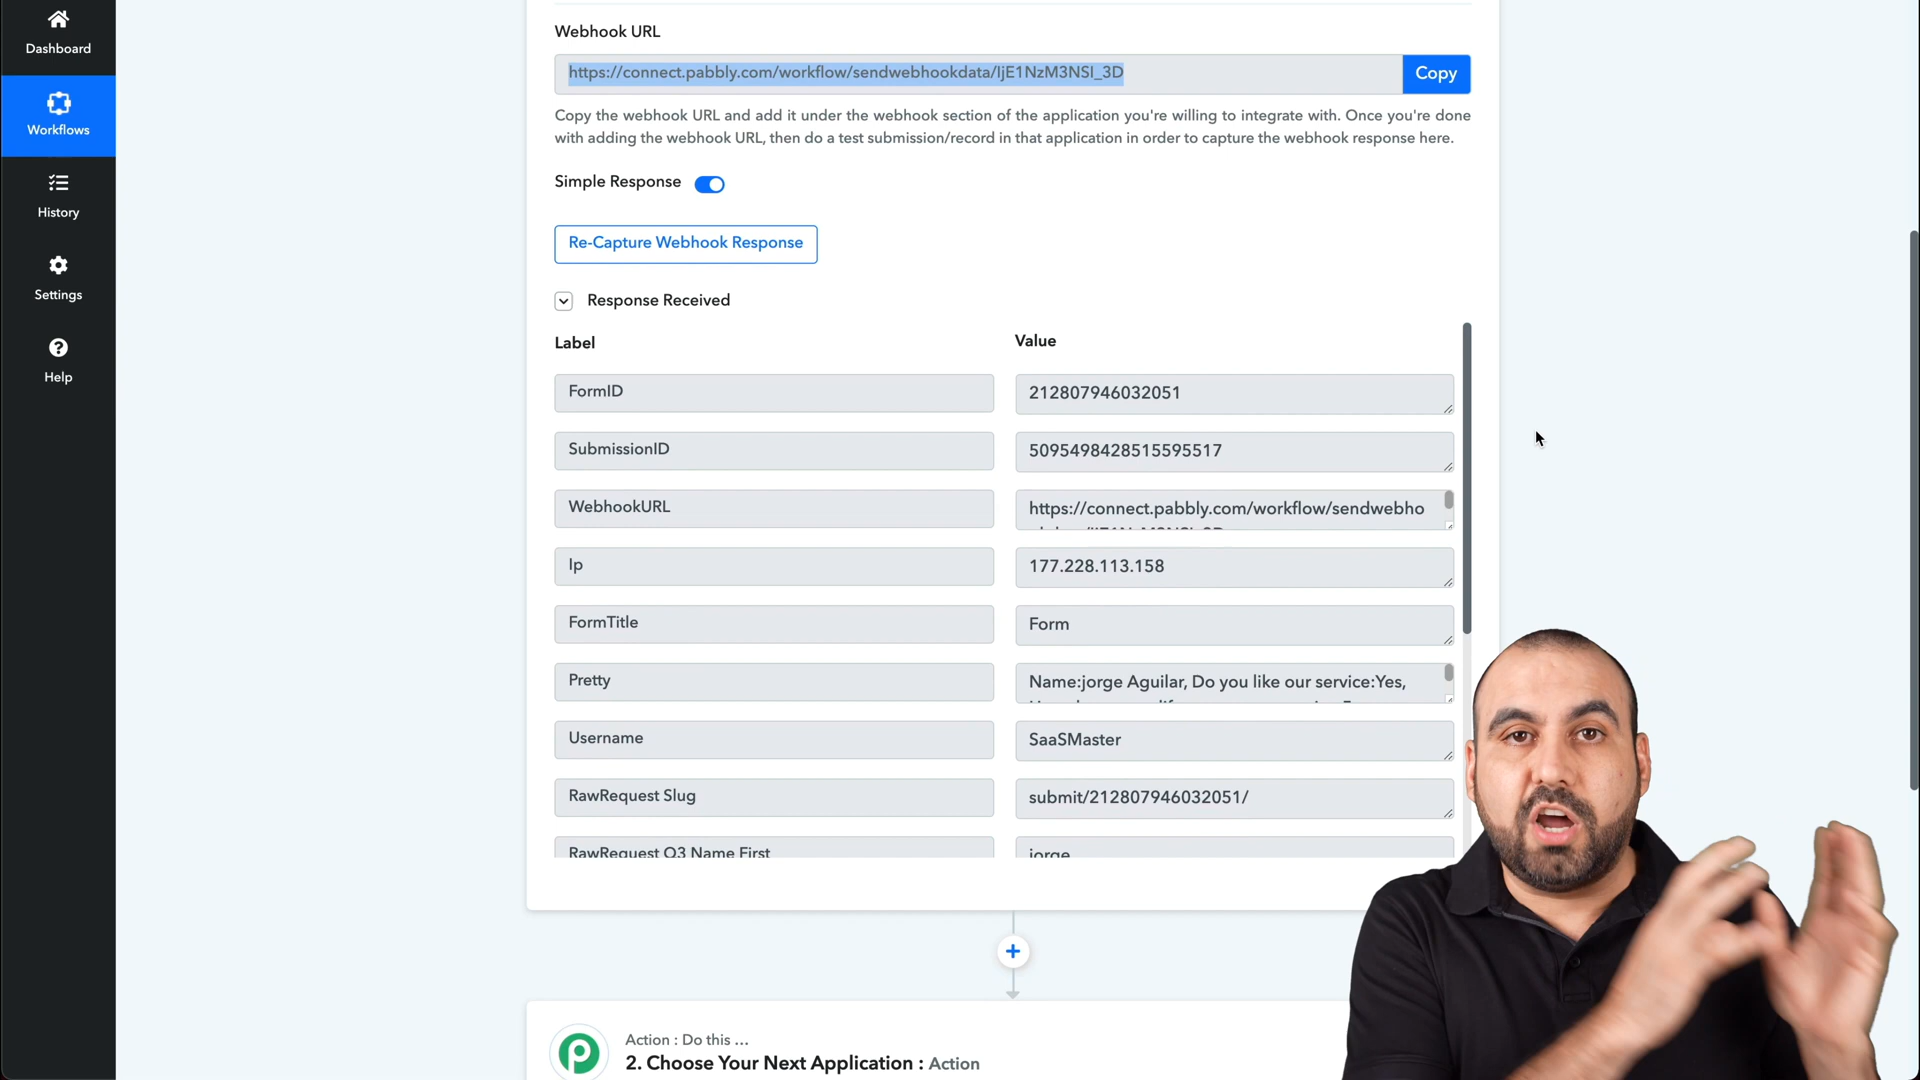 Dashboard
Workflows
History
Settings
Help
Webhook URL
https://connect.pabbly.com/workflow/sendwebhookdata/IjE1NzM3NSI_3D
Copy
Copy the webhook URL and add it under the webhook section of the application you're willing to integrate with. Once you're done
with adding the webhook URL, then do a test submission/record in that application in order to capture the webhook response here.
Simple Response
Re-Capture Webhook Response
Response Received
Label Value
FormID 212807946032051
SubmissionID 5095498428515595517
WebhookURL https://connect.pabbly.com/workflow/sendwebho
Ip 177.228.113.158
FormTitle Form
Pretty Name:jorge Aguilar, Do you like our service:Yes,
Username SaaSMaster
RawRequest Slug submit/212807946032051/
RawRequest Q3 Name First jorge
Action : Do this ...
2. Choose Your Next Application : Action